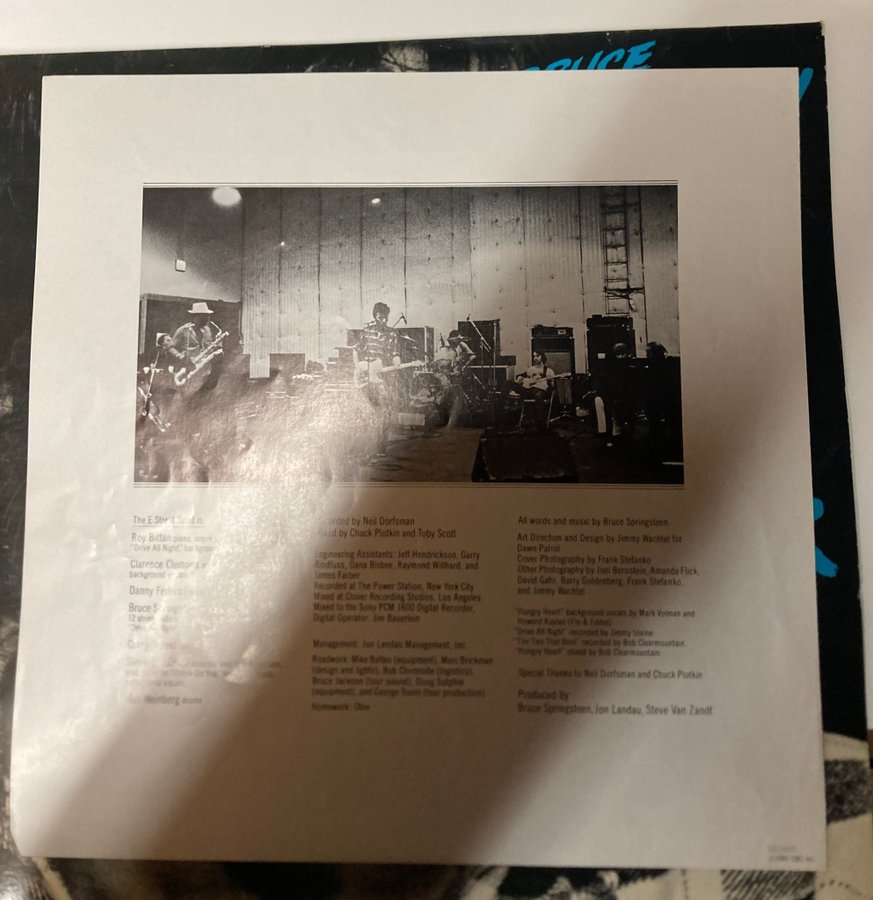 BRUCE
The E Street Band is
Roy Bittan piano, organ
"Drive All Night" background
Clarence Clemons
background vocals
Danny Federici
Bruce
12 string
"Drive All Night"
Garry
Steve
Max Weinberg drums
Recorded by Neil Dorfsman
Mixed by Chuck Plotkin and Toby Scott
Engineering Assistants: Jeff Hendrickson, Garry
Rindfuss, Dana Bisbee, Raymond Willhard, and
James Farber
Recorded at The Power Station, New York City
Mixed at Clover Recording Studios, Los Angeles
Mixed to the Sony PCM 1600 Digital Recorder,
Digital Operator: Jim Bauerlein
Management: Jon Landau Management, Inc.
Roadwork: Mike Batlan (equipment), Marc Brickman
(design and lights), Bob Chirmside (logistics),
Bruce Jackson (tour sound), Doug Sutphin
(equipment), and George Travis (tour production)
Homework: Obie
All words and music by Bruce Springsteen.
Art Direction and Design by Jimmy Wachtel for
Dawn Patrol
Cover Photography by Frank Stefanko
Other Photography by Joel Bernstein, Amanda Flick,
David Gahr, Barry Goldenberg, Frank Stefanko,
and Jimmy Wachtel
"Hungry Heart" background vocals by Mark Volman and
Howard Kaylan (Flo & Eddie)
"Drive All Night" recorded by Jimmy Iovine
"The Ties That Bind" recorded by Bob Clearmountain
"Hungry Heart" mixed by Bob Clearmountain
Special Thanks to Neil Dorfsman and Chuck Plotkin
Produced by
Bruce Springsteen, Jon Landau, Steve Van Zandt